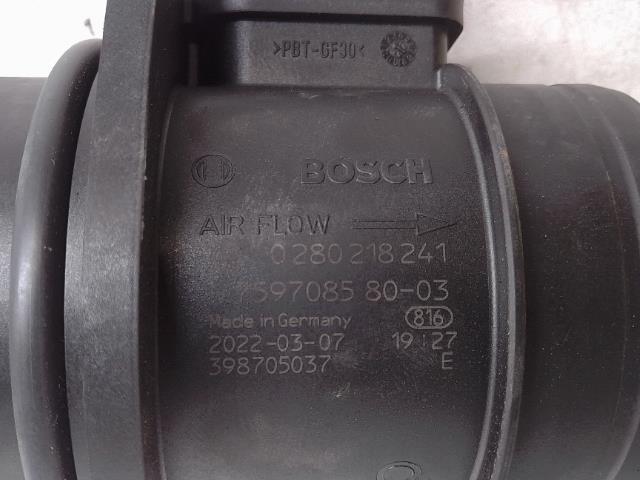 >PBT-GF30<
BOSCH
AIR FLOW
0 280 218 241
7597085 80-03
Made in Germany 816
2022-03-07 19:27
398705037 E